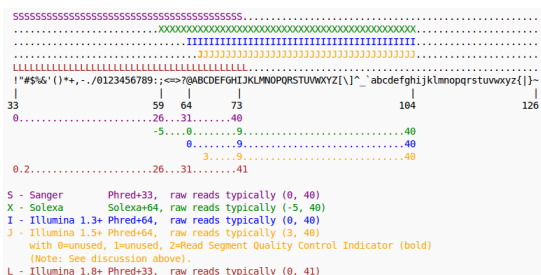 SSSSSSSSSSSSSSSSSSSSSSSSSSSSSSSSSSSSSSSSS.....................................................
..........................XXXXXXXXXXXXXXXXXXXXXXXXXXXXXXXXXXXXXXXXXXXXXX......................
...............................IIIIIIIIIIIIIIIIIIIIIIIIIIIIIIIIIIIIIIIII......................
.................................JJJJJJJJJJJJJJJJJJJJJJJJJJJJJJJJJJJJJJJ......................
LLLLLLLLLLLLLLLLLLLLLLLLLLLLLLLLLLLLLLLLLL....................................................
!"#$%&'()*+,-./0123456789:;<=>?@ABCDEFGHIJKLMNOPQRSTUVWXYZ[\]^_`abcdefghijklmnopqrstuvwxyz{|}~
| | | | | |
33 59 64 73 104 126
0........................26...31.......40
-5....0........9.............................40
0........9.............................40
3.....9.............................40
0.2......................26...31........41
S - Sanger Phred+33, raw reads typically (0, 40)
X - Solexa Solexa+64, raw reads typically (-5, 40)
I - Illumina 1.3+ Phred+64, raw reads typically (0, 40)
J - Illumina 1.5+ Phred+64, raw reads typically (3, 40)
with 0=unused, 1=unused, 2=Read Segment Quality Control Indicator (bold)
(Note: See discussion above).
L - Illumina 1.8+ Phred+33, raw reads typically (0, 41)